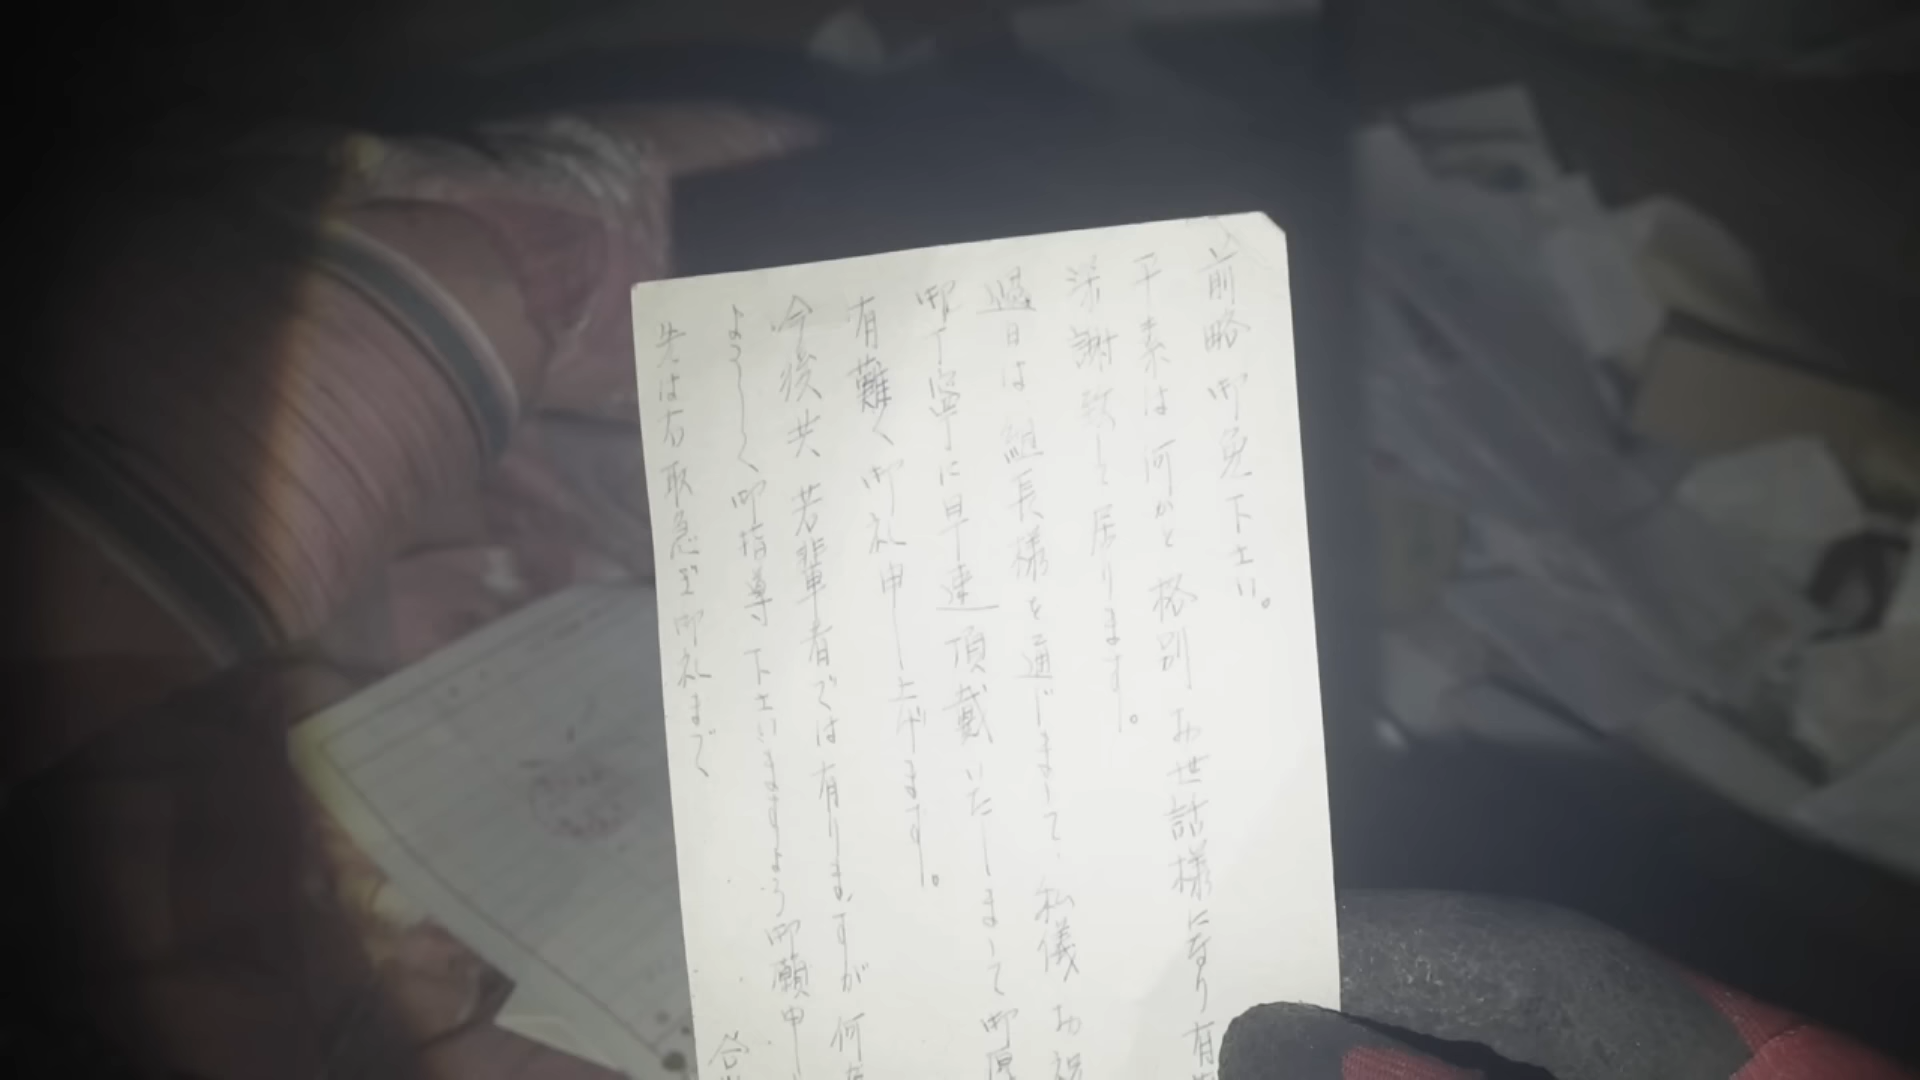 前略御免下さい。
平素は何かと格別お世話様になり有
深謝致して居ります。
過日は組長様を通じまして、私儀お祝
御丁寧に早速頂戴いたしまして御厚
有難く御礼申し上げます。
今後共若輩者では有りますが何
よろしく御指導下さいますよう御願申し
先は右取急ぎ御礼まで